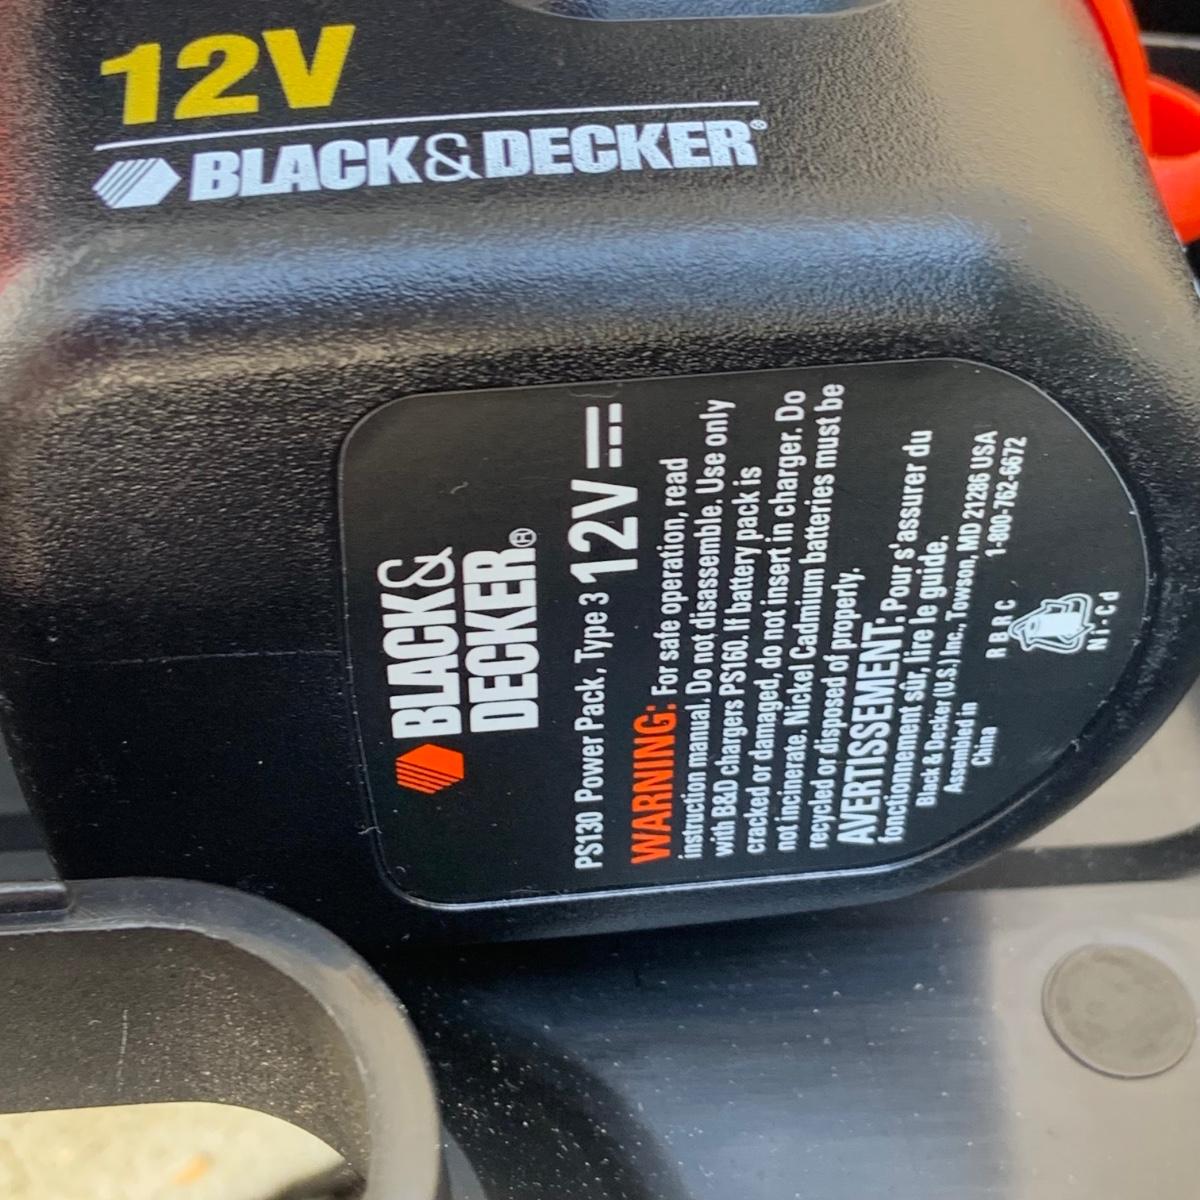 12V
BLACK&DECKER®
BLACK&
DECKER®
PS130 Power Pack, Type 3 12V
WARNING: For safe operation, read
instruction manual. Do not disassemble. Use only
with B&D chargers PS160. If battery pack is
cracked or damaged, do not insert in charger. Do
not incinerate. Nickel Cadmium batteries must be
recycled or disposed of properly.
AVERTISSEMENT: Pour s'assurer du
fonctionnement sûr, lire le guide.
Black & Decker (U.S.) Inc. Towson, MD 21286 USA
Assembled in
China
1-800-762-6672
RBRC
Ni-Cd